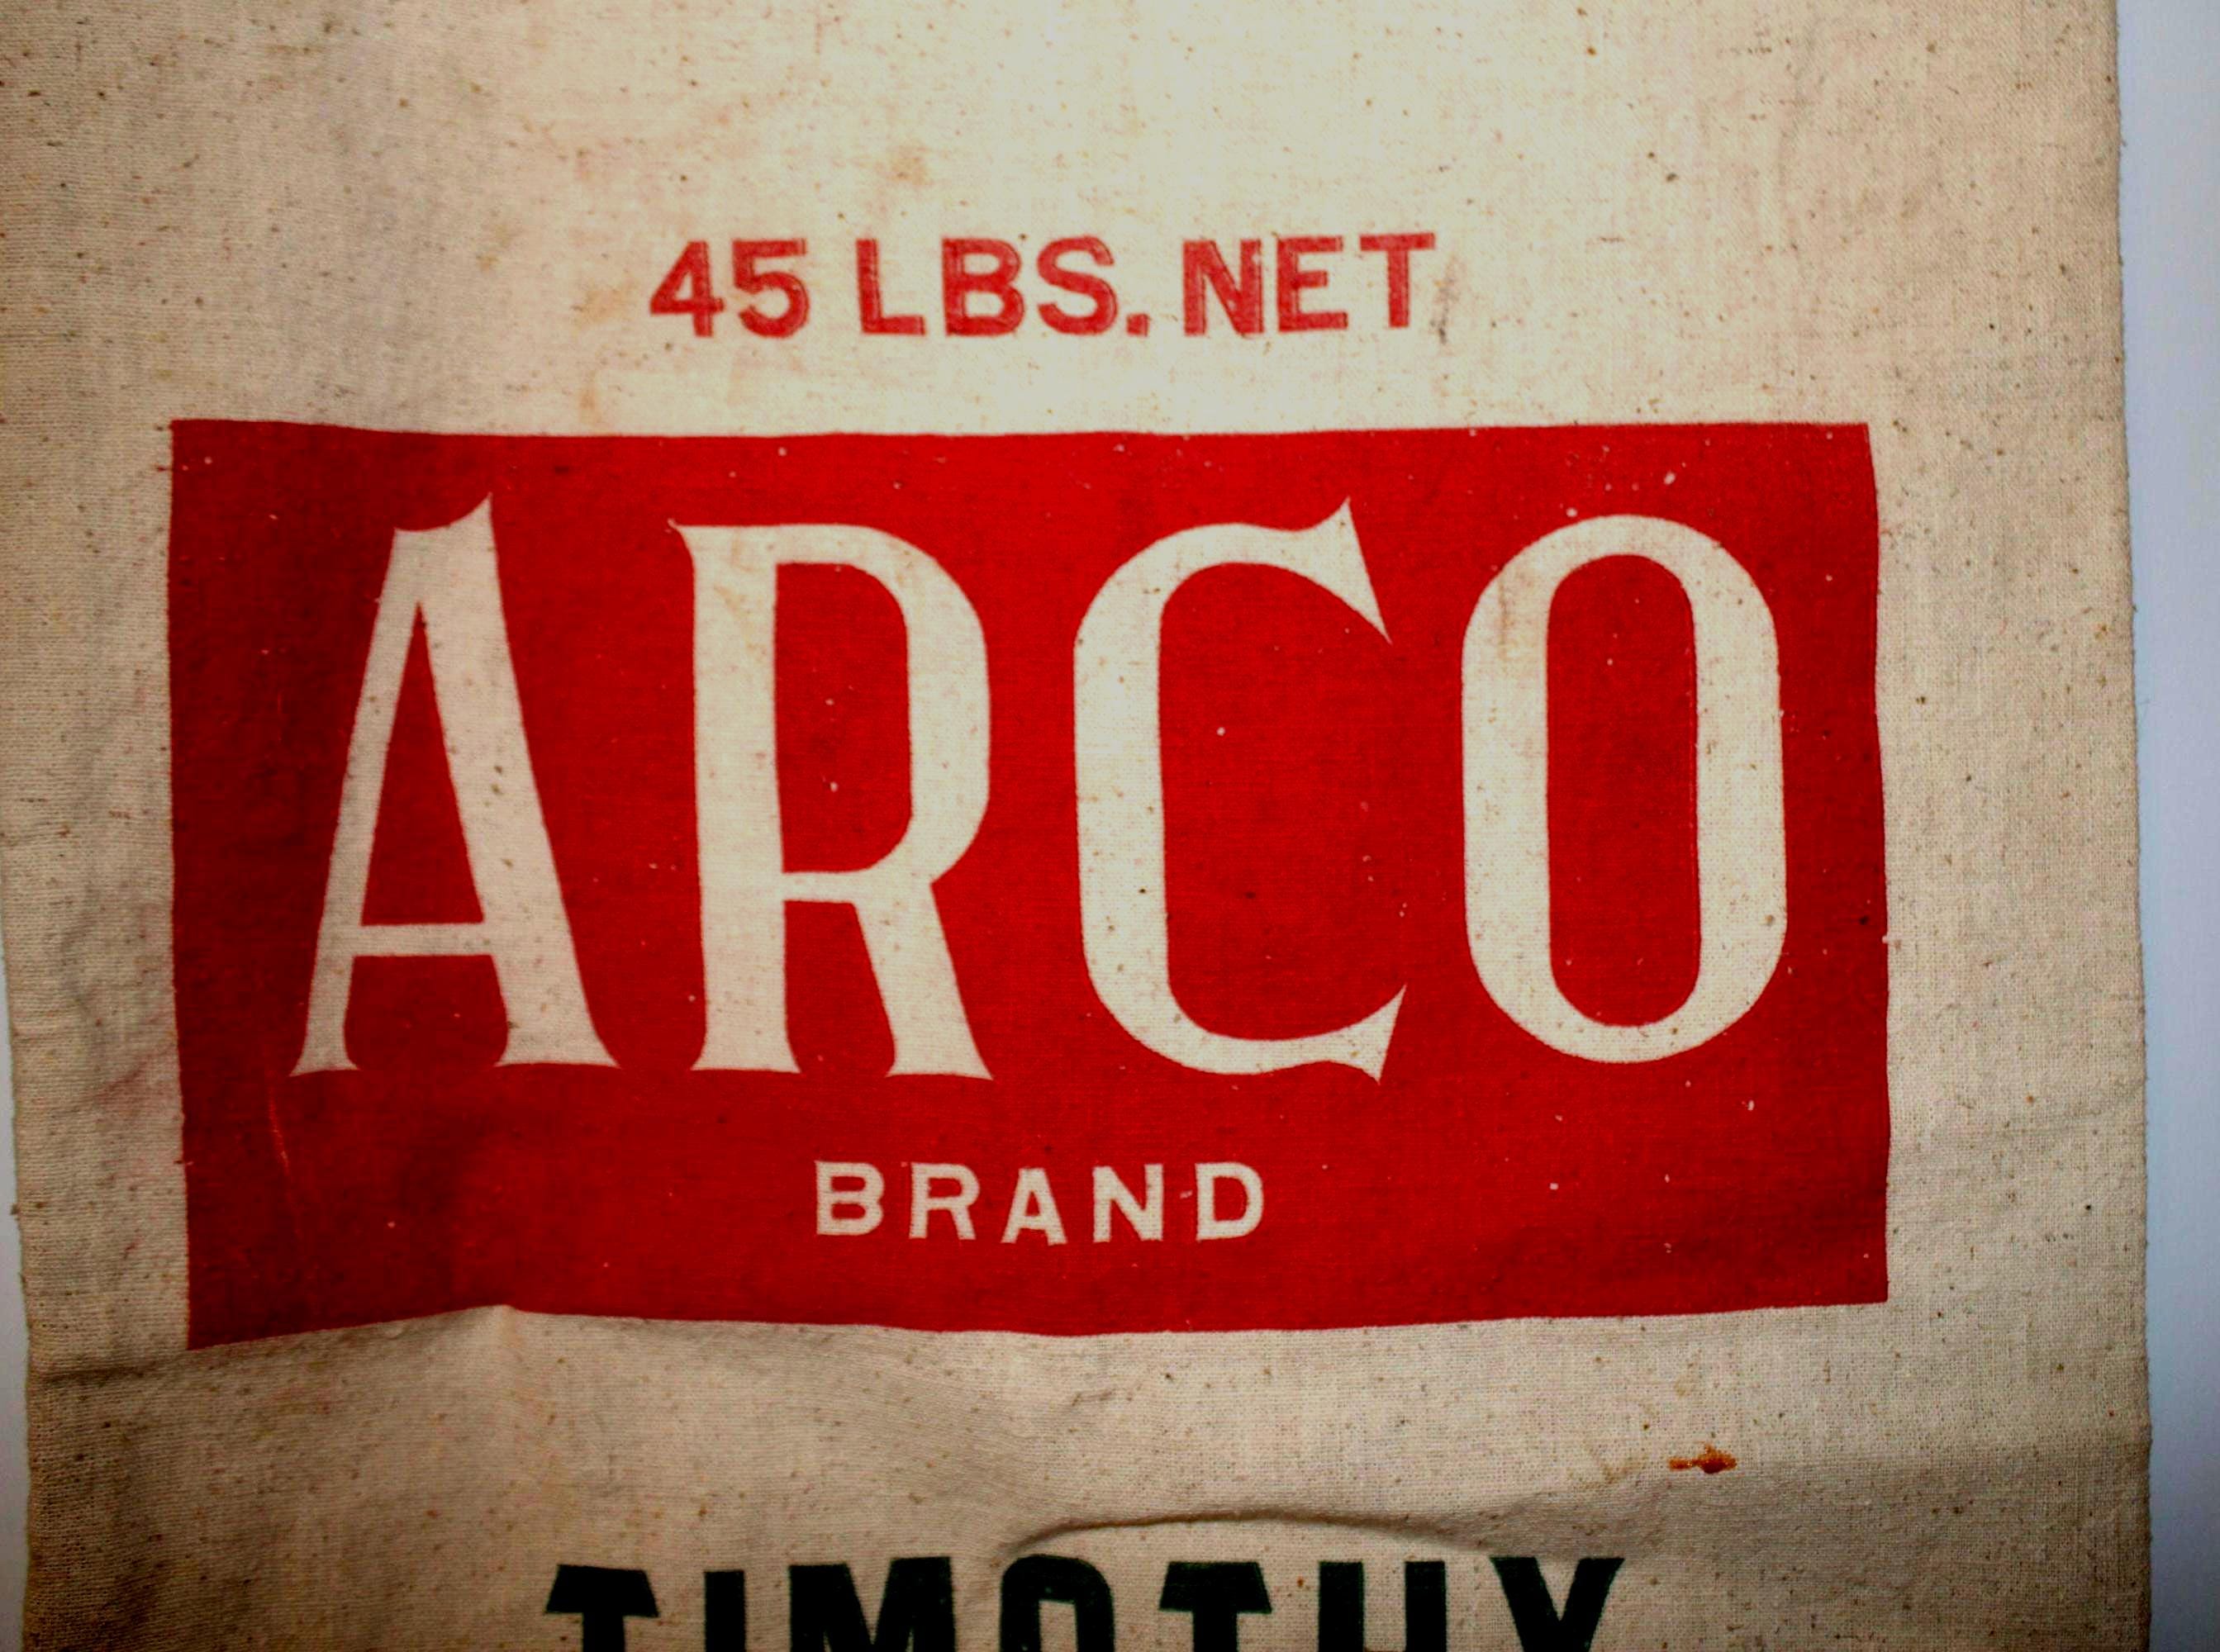 45 LBS. NET
ARCO
BRAND
TIMOTHY